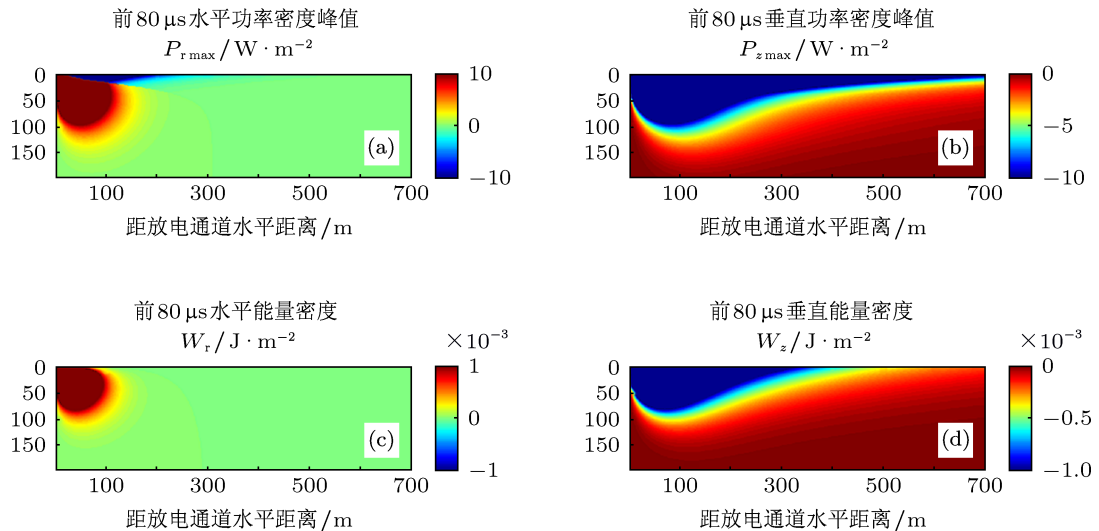 前80 μs水平功率密度峰值
P_{r max}/W·m⁻²
0
50
100
150
100 300 500 700
10
0
−10
(a)
距放电通道水平距离/m
前80 μs垂直功率密度峰值
P_{z max}/W·m⁻²
0
50
100
150
100 300 500 700
0
−5
−10
(b)
距放电通道水平距离/m
前80 μs水平能量密度
W_r/J·m⁻²
×10⁻³
0
50
100
150
100 300 500 700
1
0
−1
(c)
距放电通道水平距离/m
前80 μs垂直能量密度
W_z/J·m⁻²
×10⁻³
0
50
100
150
100 300 500 700
0
−0.5
−1.0
(d)
距放电通道水平距离/m